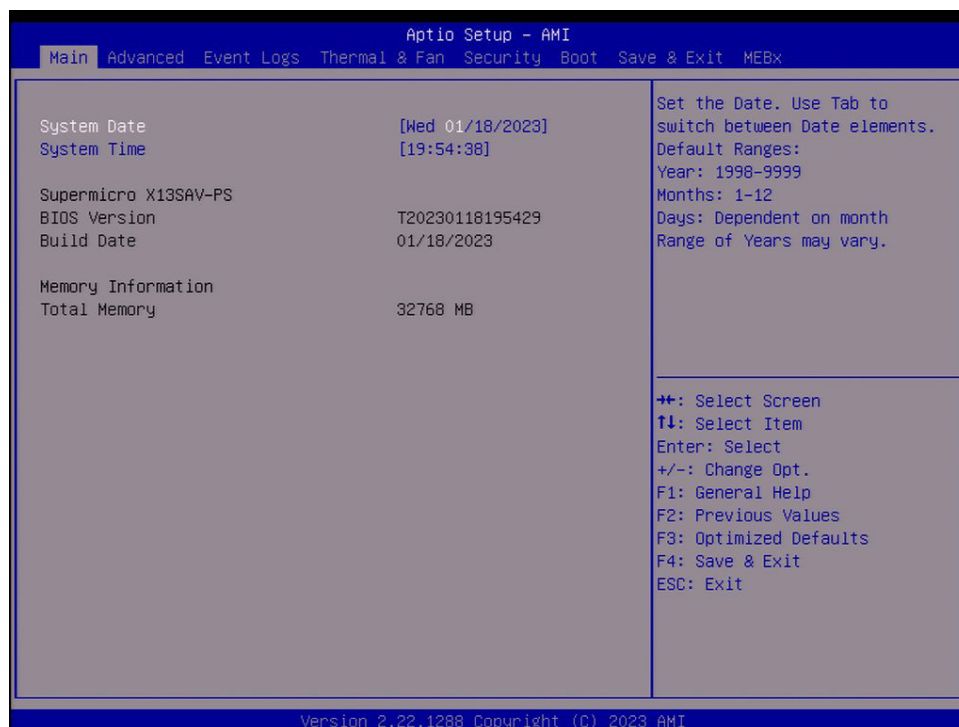 Aptio Setup – AMI
Main Advanced Event Logs Thermal & Fan Security Boot Save & Exit MEBx
System Date [Wed 01/18/2023]
System Time [19:54:38]
Supermicro X13SAV-PS
BIOS Version T20230118195429
Build Date 01/18/2023
Memory Information
Total Memory 32768 MB
Set the Date. Use Tab to
switch between Date elements.
Default Ranges:
Year: 1998-9999
Months: 1-12
Days: Dependent on month
Range of Years may vary.
→←: Select Screen
↑↓: Select Item
Enter: Select
+/-: Change Opt.
F1: General Help
F2: Previous Values
F3: Optimized Defaults
F4: Save & Exit
ESC: Exit
Version 2.22.1288 Copyright (C) 2023 AMI